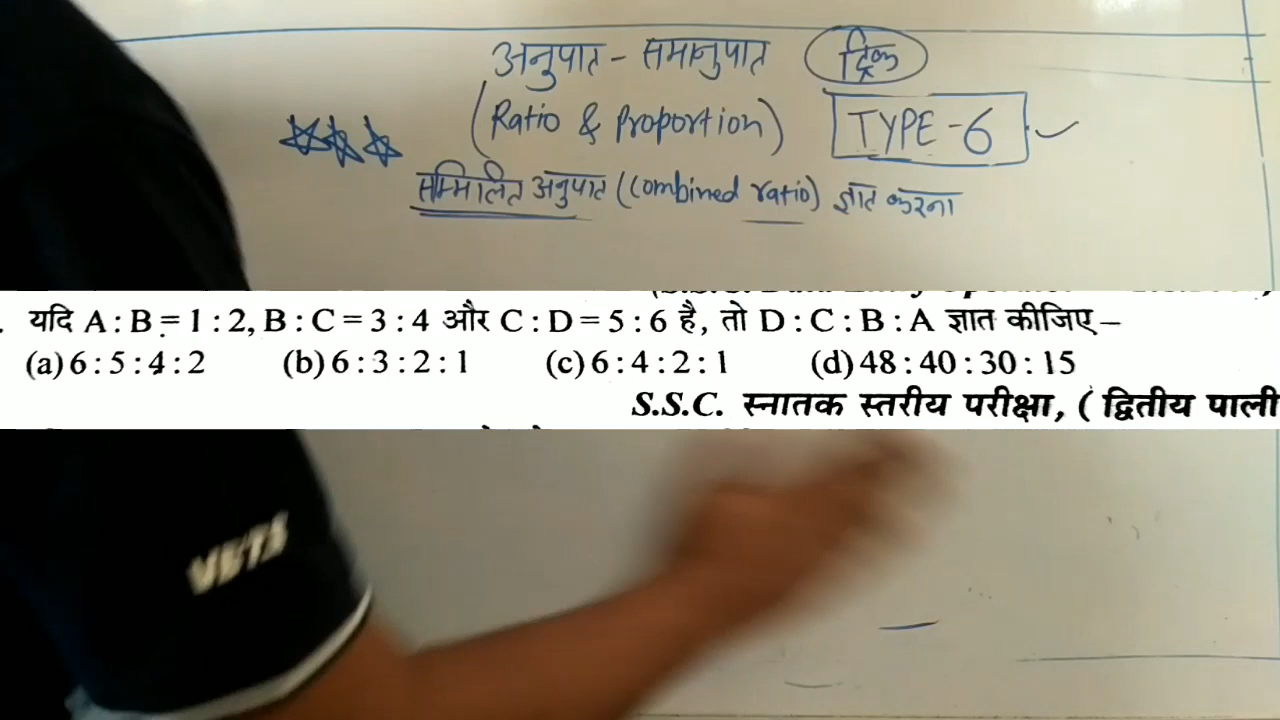 अनुपात - समानुपात ट्रिक
(Ratio & Proportion) TYPE-6
सम्मिलित अनुपात (combined ratio) ज्ञात करना
. यदि A : B = 1 : 2, B : C = 3 : 4 और C : D = 5 : 6 है, तो D : C : B : A ज्ञात कीजिए –
(a) 6 : 5 : 4 : 2 (b) 6 : 3 : 2 : 1 (c) 6 : 4 : 2 : 1 (d) 48 : 40 : 30 : 15
S.S.C. स्नातक स्तरीय परीक्षा, ( द्वितीय पाली